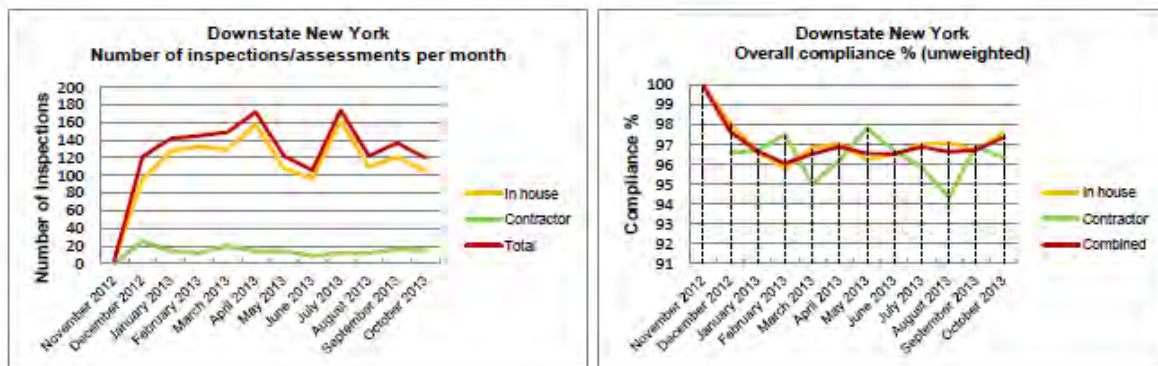 Downstate New York
Number of inspections/assessments per month
Number of Inspections
200
180
160
140
120
100
80
60
40
20
0
November 2012
December 2012
January 2013
February 2013
March 2013
April 2013
May 2013
June 2013
July 2013
August 2013
September 2013
October 2013
In house
Contractor
Total
Downstate New York
Overall compliance % (unweighted)
Compliance %
100
99
98
97
96
95
94
93
92
91
November 2012
December 2012
January 2013
February 2013
March 2013
April 2013
May 2013
June 2013
July 2013
August 2013
September 2013
October 2013
In house
Contractor
Combined